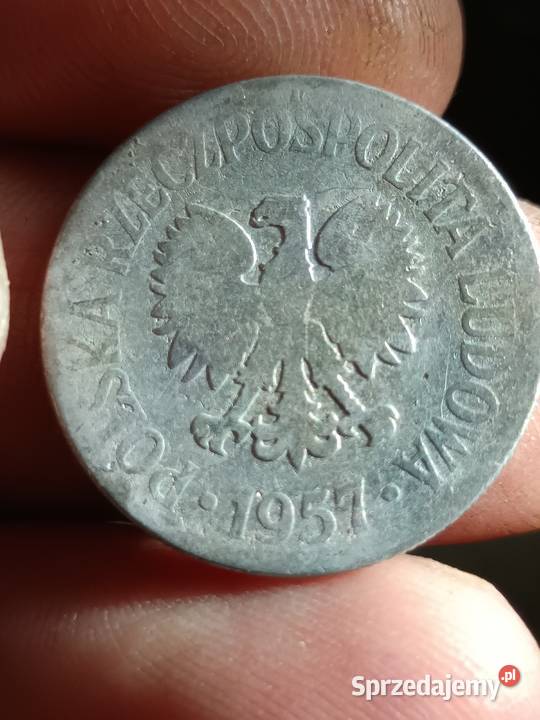 POLSKA RZECZPOSPOLITA LUDOWA
· 1957 ·
Sprzedajemy.pl